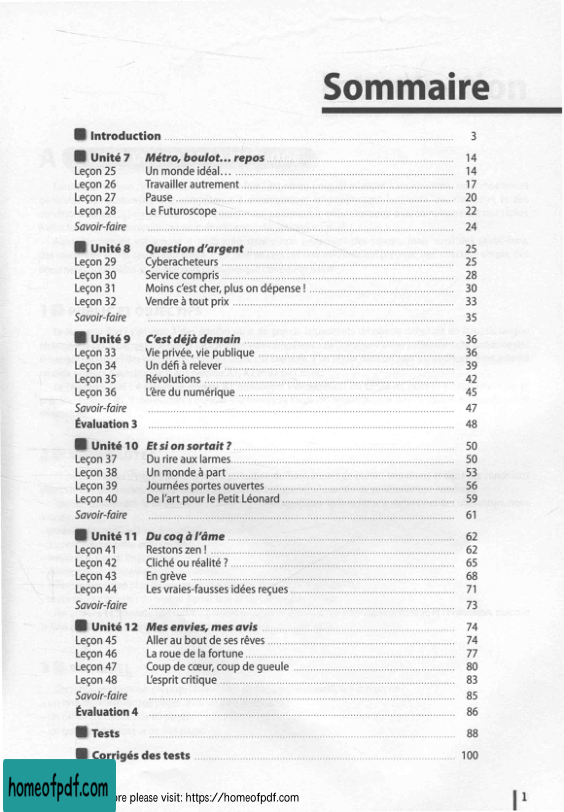 Sommaire
Introduction 3
Unité 7 Métro, boulot... repos 14
Leçon 25 Un monde idéal... 14
Leçon 26 Travailler autrement 17
Leçon 27 Pause 20
Leçon 28 Le Futuroscope 22
Savoir-faire 24
Unité 8 Question d'argent 25
Leçon 29 Cyberacheteurs 25
Leçon 30 Service compris 28
Leçon 31 Moins c'est cher, plus on dépense ! 30
Leçon 32 Vendre à tout prix 33
Savoir-faire 35
Unité 9 C'est déjà demain 36
Leçon 33 Vie privée, vie publique 36
Leçon 34 Un défi à relever 39
Leçon 35 Révolutions 42
Leçon 36 L'ère du numérique 45
Savoir-faire 47
Évaluation 3 48
Unité 10 Et si on sortait ? 50
Leçon 37 Du rire aux larmes 50
Leçon 38 Un monde à part 53
Leçon 39 Journées portes ouvertes 56
Leçon 40 De l'art pour le Petit Léonard 59
Savoir-faire 61
Unité 11 Du coq à l'âme 62
Leçon 41 Restons zen ! 62
Leçon 42 Cliché ou réalité ? 65
Leçon 43 En grève 68
Leçon 44 Les vraies-fausses idées reçues 71
Savoir-faire 73
Unité 12 Mes envies, mes avis 74
Leçon 45 Aller au bout de ses rêves 74
Leçon 46 La roue de la fortune 77
Leçon 47 Coup de cœur, coup de gueule 80
Leçon 48 L'esprit critique 83
Savoir-faire 85
Évaluation 4 86
Tests 88
Corrigés des tests 100
homeofpdf.com
please visit: https://homeofpdf.com
1